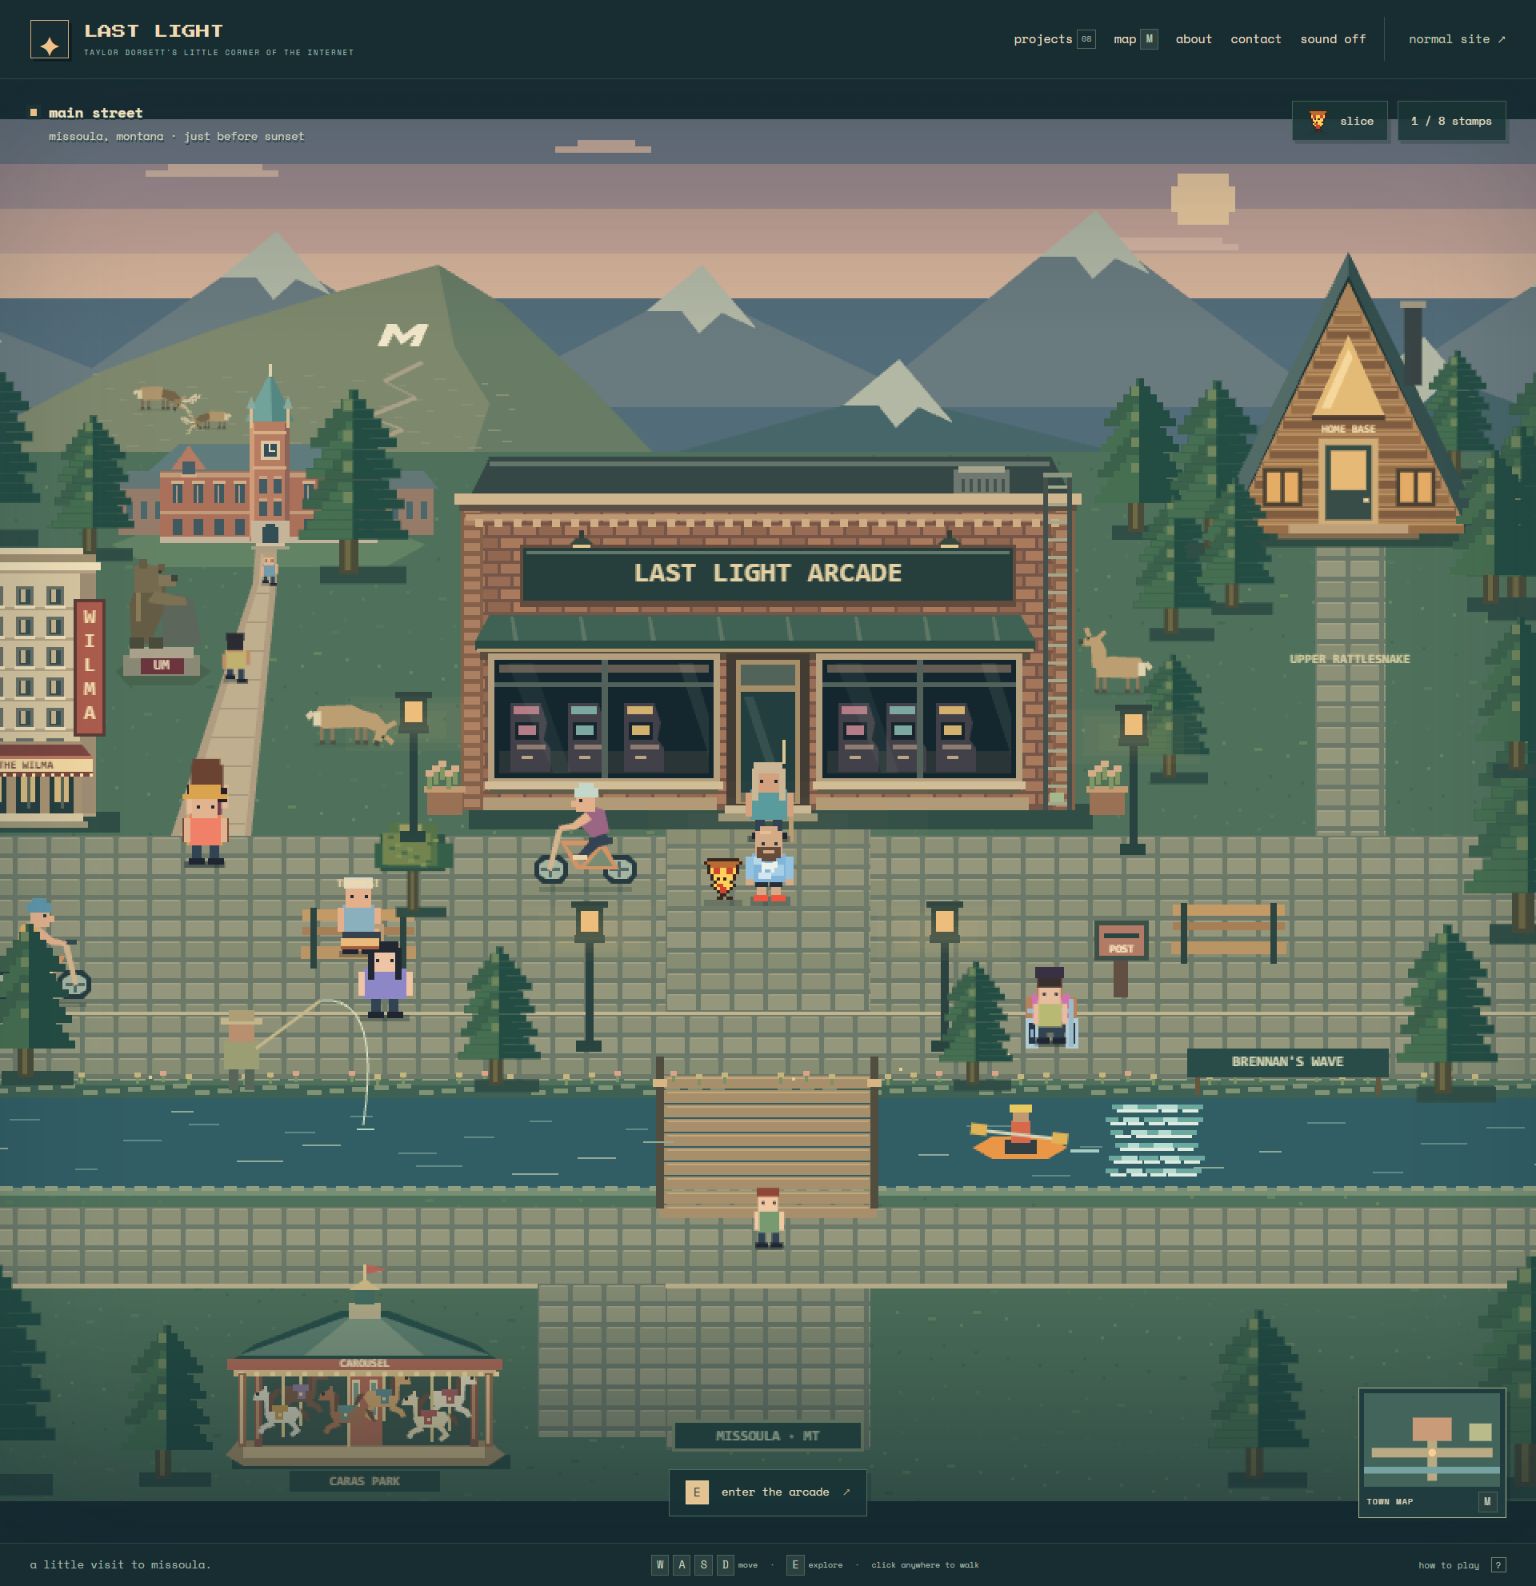 LAST LIGHT
TAYLOR DORSETT'S LITTLE CORNER OF THE INTERNET
projects 08 map M about contact sound off normal site ↗
main street
missoula, montana · just before sunset
slice
1 / 8 stamps
M
HOME BASE
LAST LIGHT ARCADE
WILMA
UM
UPPER RATTLESNAKE
THE WILMA
POST
BRENNAN'S WAVE
CAROUSEL
MISSOULA · MT
CARAS PARK
E enter the arcade ↗
TOWN MAP M
a little visit to missoula.
W A S D move · E explore · click anywhere to walk
how to play ?